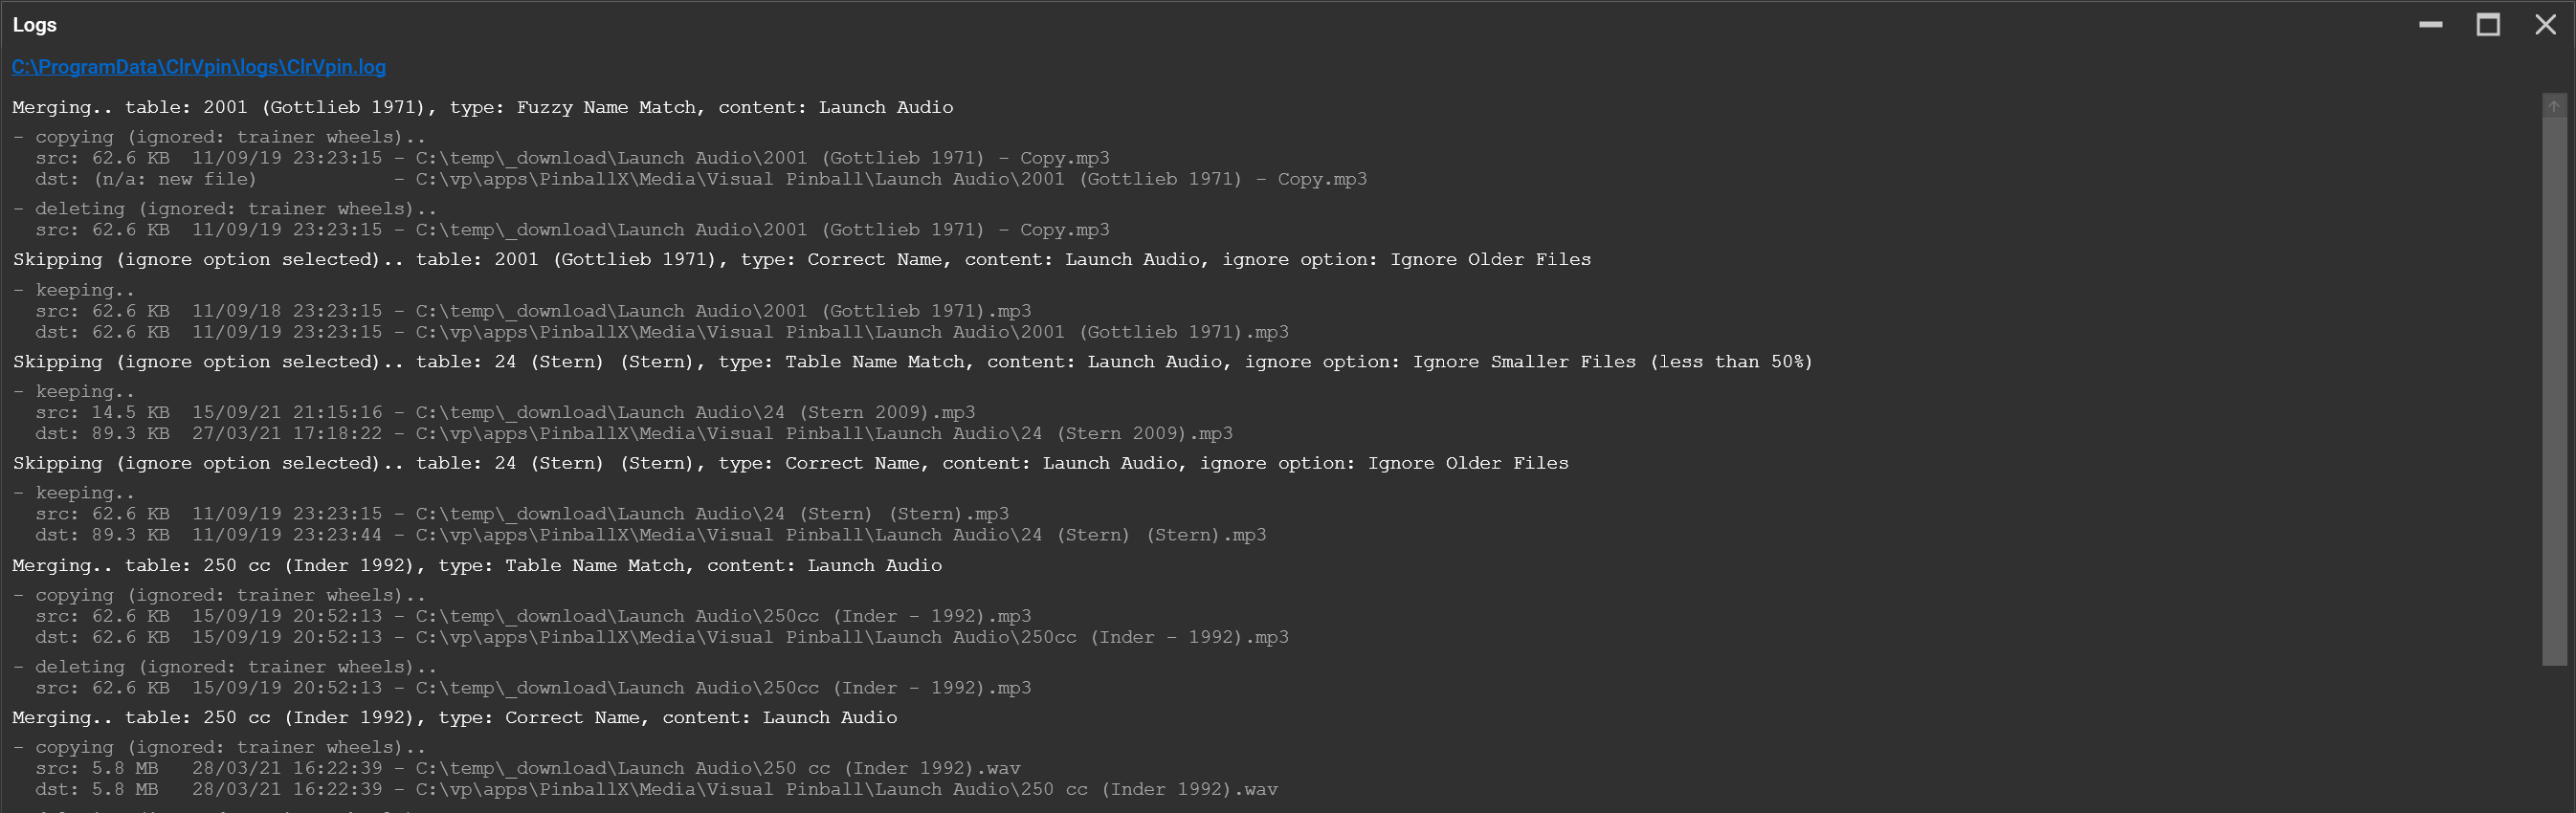 Logs
C:\ProgramData\ClrVpin\logs\ClrVpin.log
Merging.. table: 2001 (Gottlieb 1971), type: Fuzzy Name Match, content: Launch Audio
- copying (ignored: trainer wheels)..
src: 62.6 KB  11/09/19 23:23:15 - C:\temp\_download\Launch Audio\2001 (Gottlieb 1971) - Copy.mp3
dst: (n/a: new file)            - C:\vp\apps\PinballX\Media\Visual Pinball\Launch Audio\2001 (Gottlieb 1971) - Copy.mp3
- deleting (ignored: trainer wheels)..
src: 62.6 KB  11/09/19 23:23:15 - C:\temp\_download\Launch Audio\2001 (Gottlieb 1971) - Copy.mp3
Skipping (ignore option selected).. table: 2001 (Gottlieb 1971), type: Correct Name, content: Launch Audio, ignore option: Ignore Older Files
- keeping..
src: 62.6 KB  11/09/18 23:23:15 - C:\temp\_download\Launch Audio\2001 (Gottlieb 1971).mp3
dst: 62.6 KB  11/09/19 23:23:15 - C:\vp\apps\PinballX\Media\Visual Pinball\Launch Audio\2001 (Gottlieb 1971).mp3
Skipping (ignore option selected).. table: 24 (Stern) (Stern), type: Table Name Match, content: Launch Audio, ignore option: Ignore Smaller Files (less than 50%)
- keeping..
src: 14.5 KB  15/09/21 21:15:16 - C:\temp\_download\Launch Audio\24 (Stern 2009).mp3
dst: 89.3 KB  27/03/21 17:18:22 - C:\vp\apps\PinballX\Media\Visual Pinball\Launch Audio\24 (Stern 2009).mp3
Skipping (ignore option selected).. table: 24 (Stern) (Stern), type: Correct Name, content: Launch Audio, ignore option: Ignore Older Files
- keeping..
src: 62.6 KB  11/09/19 23:23:15 - C:\temp\_download\Launch Audio\24 (Stern) (Stern).mp3
dst: 89.3 KB  11/09/19 23:23:44 - C:\vp\apps\PinballX\Media\Visual Pinball\Launch Audio\24 (Stern) (Stern).mp3
Merging.. table: 250 cc (Inder 1992), type: Table Name Match, content: Launch Audio
- copying (ignored: trainer wheels)..
src: 62.6 KB  15/09/19 20:52:13 - C:\temp\_download\Launch Audio\250cc (Inder - 1992).mp3
dst: 62.6 KB  15/09/19 20:52:13 - C:\vp\apps\PinballX\Media\Visual Pinball\Launch Audio\250cc (Inder - 1992).mp3
- deleting (ignored: trainer wheels)..
src: 62.6 KB  15/09/19 20:52:13 - C:\temp\_download\Launch Audio\250cc (Inder - 1992).mp3
Merging.. table: 250 cc (Inder 1992), type: Correct Name, content: Launch Audio
- copying (ignored: trainer wheels)..
src: 5.8 MB   28/03/21 16:22:39 - C:\temp\_download\Launch Audio\250 cc (Inder 1992).wav
dst: 5.8 MB   28/03/21 16:22:39 - C:\vp\apps\PinballX\Media\Visual Pinball\Launch Audio\250 cc (Inder 1992).wav